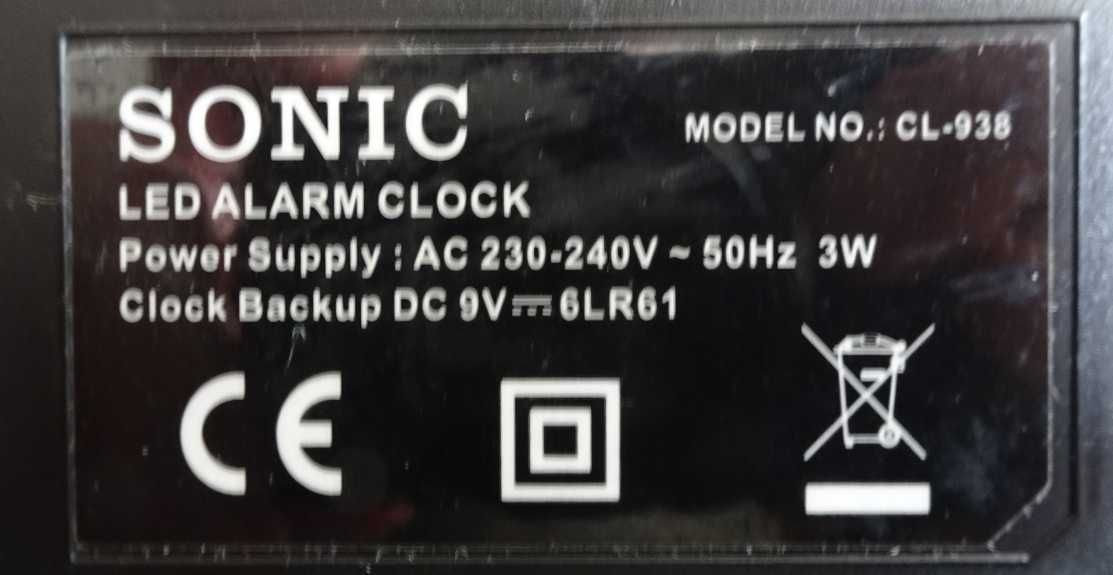 SONIC
MODEL NO.: CL-938
LED ALARM CLOCK
Power Supply : AC 230-240V ~ 50Hz 3W
Clock Backup DC 9V⎓6LR61
CE